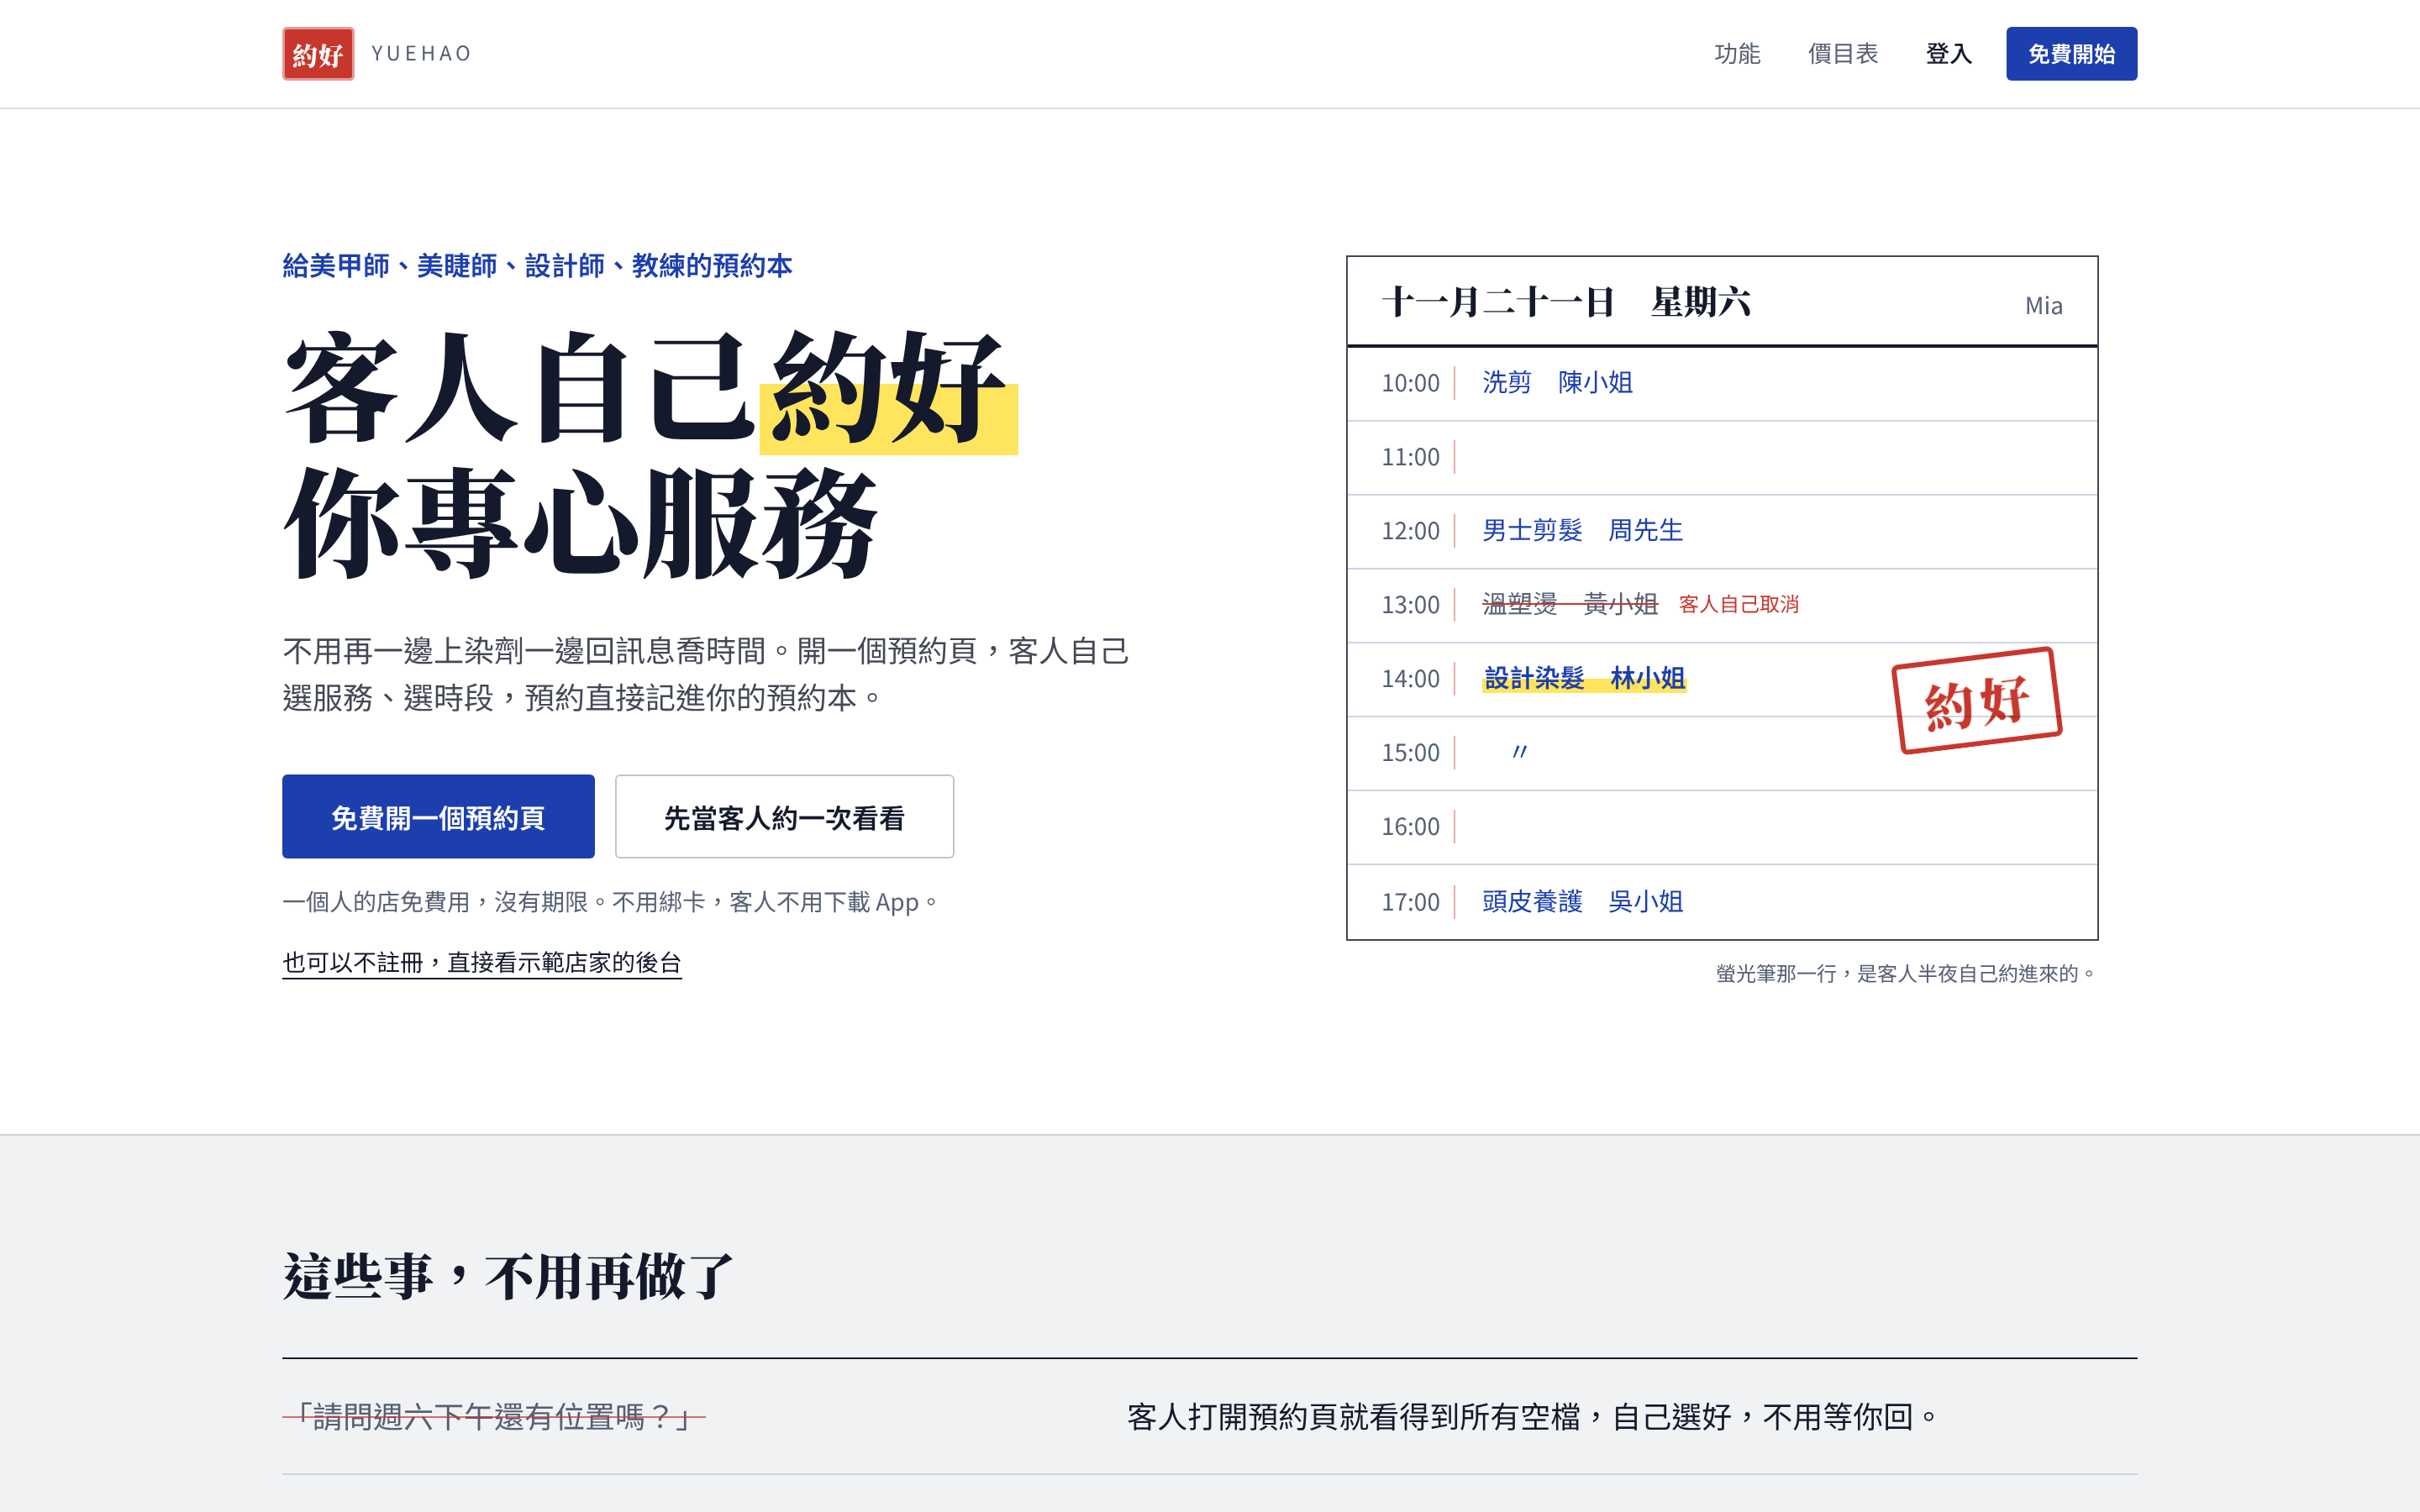 約好 YUEHAO 功能 價目表 登入 免費開始
給美甲師、美睫師、設計師、教練的預約本
客人自己約好
你專心服務
不用再一邊上染劑一邊回訊息喬時間。開一個預約頁，客人自己
選服務、選時段，預約直接記進你的預約本。
免費開一個預約頁 先當客人約一次看看
一個人的店免費用，沒有期限。不用綁卡，客人不用下載 App。
也可以不註冊，直接看示範店家的後台
十一月二十一日　星期六 Mia
10:00 洗剪　陳小姐
11:00
12:00 男士剪髮　周先生
13:00 溫塑燙　黃小姐 客人自己取消
14:00 設計染髮　林小姐
約好
15:00 〃
16:00
17:00 頭皮養護　吳小姐
螢光筆那一行，是客人半夜自己約進來的。
這些事，不用再做了
「請問週六下午還有位置嗎？」 客人打開預約頁就看得到所有空檔，自己選好，不用等你回。